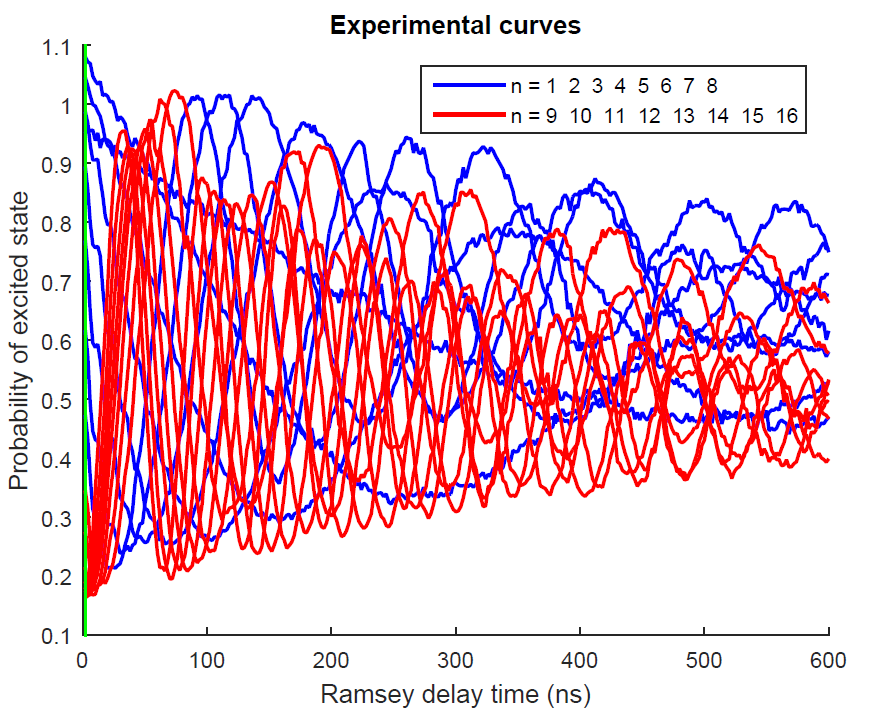 Experimental curves
n = 1 2 3 4 5 6 7 8
n = 9 10 11 12 13 14 15 16
Probability of excited state
1.1
1
0.9
0.8
0.7
0.6
0.5
0.4
0.3
0.2
0.1
0 100 200 300 400 500 600
Ramsey delay time (ns)